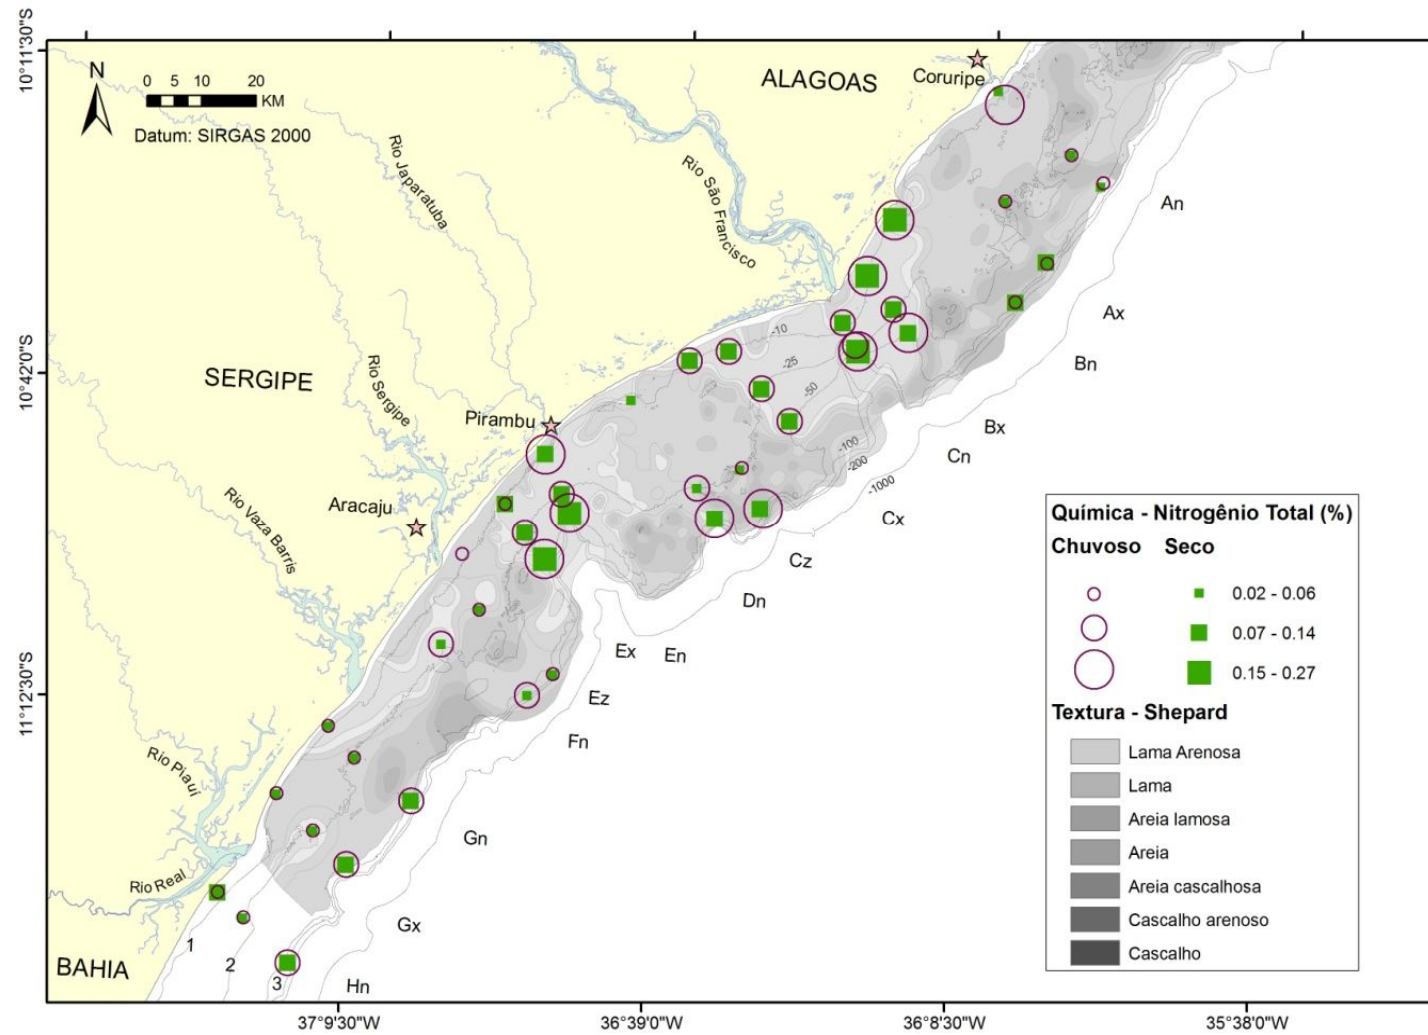 10°11'30"S
N
0 5 10 20
KM
Datum: SIRGAS 2000
ALAGOAS
Coruripe
Rio Japaratuba
Rio São Francisco
An
Ax
Bn
Bx
Cn
Cx
Cz
Dn
En
Ex
Ez
Fn
Gn
Gx
Hn
-10
-25
-50
-100
-200
-1000
10°42'0"S
SERGIPE
Rio Sergipe
Pirambu
Aracaju
Rio Vaza Barris
11°12'30"S
Rio Piauí
Rio Real
BAHIA
1
2
3
Química - Nitrogênio Total (%)
Chuvoso Seco
0.02 - 0.06
0.07 - 0.14
0.15 - 0.27
Textura - Shepard
Lama Arenosa
Lama
Areia lamosa
Areia
Areia cascalhosa
Cascalho arenoso
Cascalho
37°9'30"W 36°39'0"W 36°8'30"W 35°38'0"W